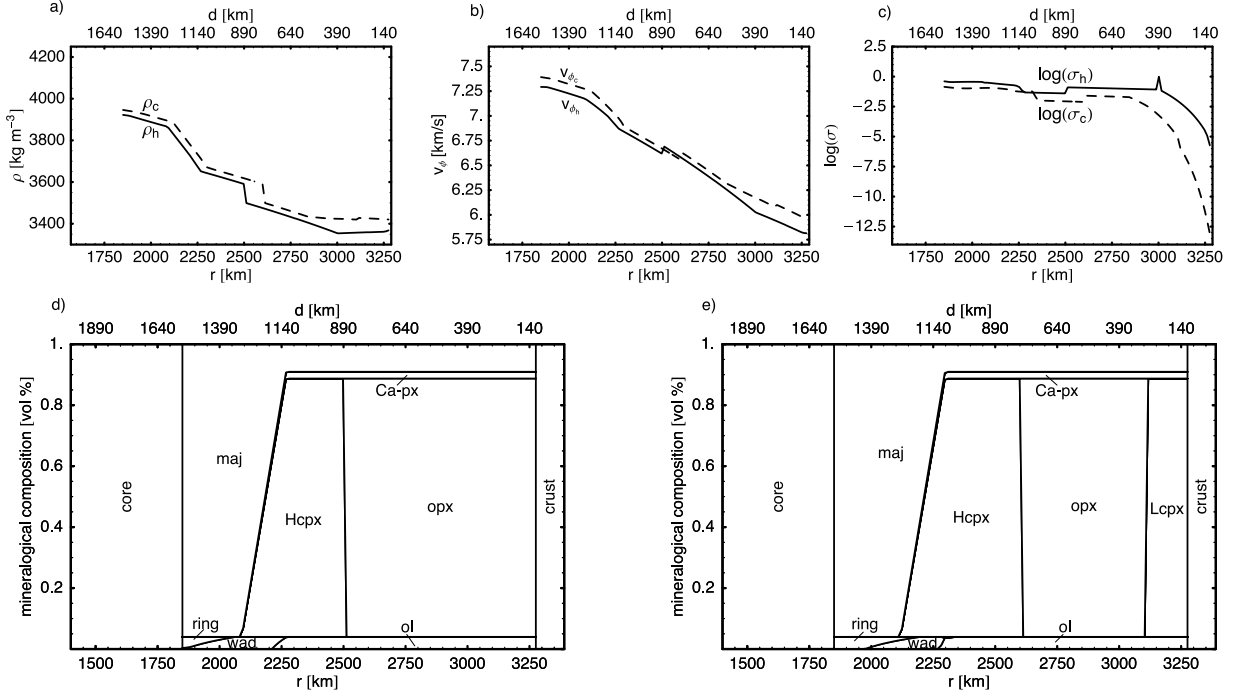 a)
d [km]
1640 1390 1140 890 640 390 140
4200
4000
3800
3600
3400
ρ [kg m⁻³]
ρc
ρh
1750 2000 2250 2500 2750 3000 3250
r [km]
b)
d [km]
1640 1390 1140 890 640 390 140
7.5
7.25
7.
6.75
6.5
6.25
6.
5.75
vϕ [km/s]
vϕc
vϕh
1750 2000 2250 2500 2750 3000 3250
r [km]
c)
d [km]
1640 1390 1140 890 640 390 140
2.5
0.
−2.5
−5.
−7.5
−10.
−12.5
log(σ)
log(σh)
log(σc)
1750 2000 2250 2500 2750 3000 3250
r [km]
d)
d [km]
1890 1640 1390 1140 890 640 390 140
1.
0.8
0.6
0.4
0.2
mineralogical composition [vol %]
core
maj
Ca-px
Hcpx
opx
crust
ring
wad
ol
1500 1750 2000 2250 2500 2750 3000 3250
r [km]
e)
d [km]
1890 1640 1390 1140 890 640 390 140
1.
0.8
0.6
0.4
0.2
mineralogical composition [vol %]
core
maj
Ca-px
Hcpx
opx
Lcpx
crust
ring
wad
ol
1500 1750 2000 2250 2500 2750 3000 3250
r [km]